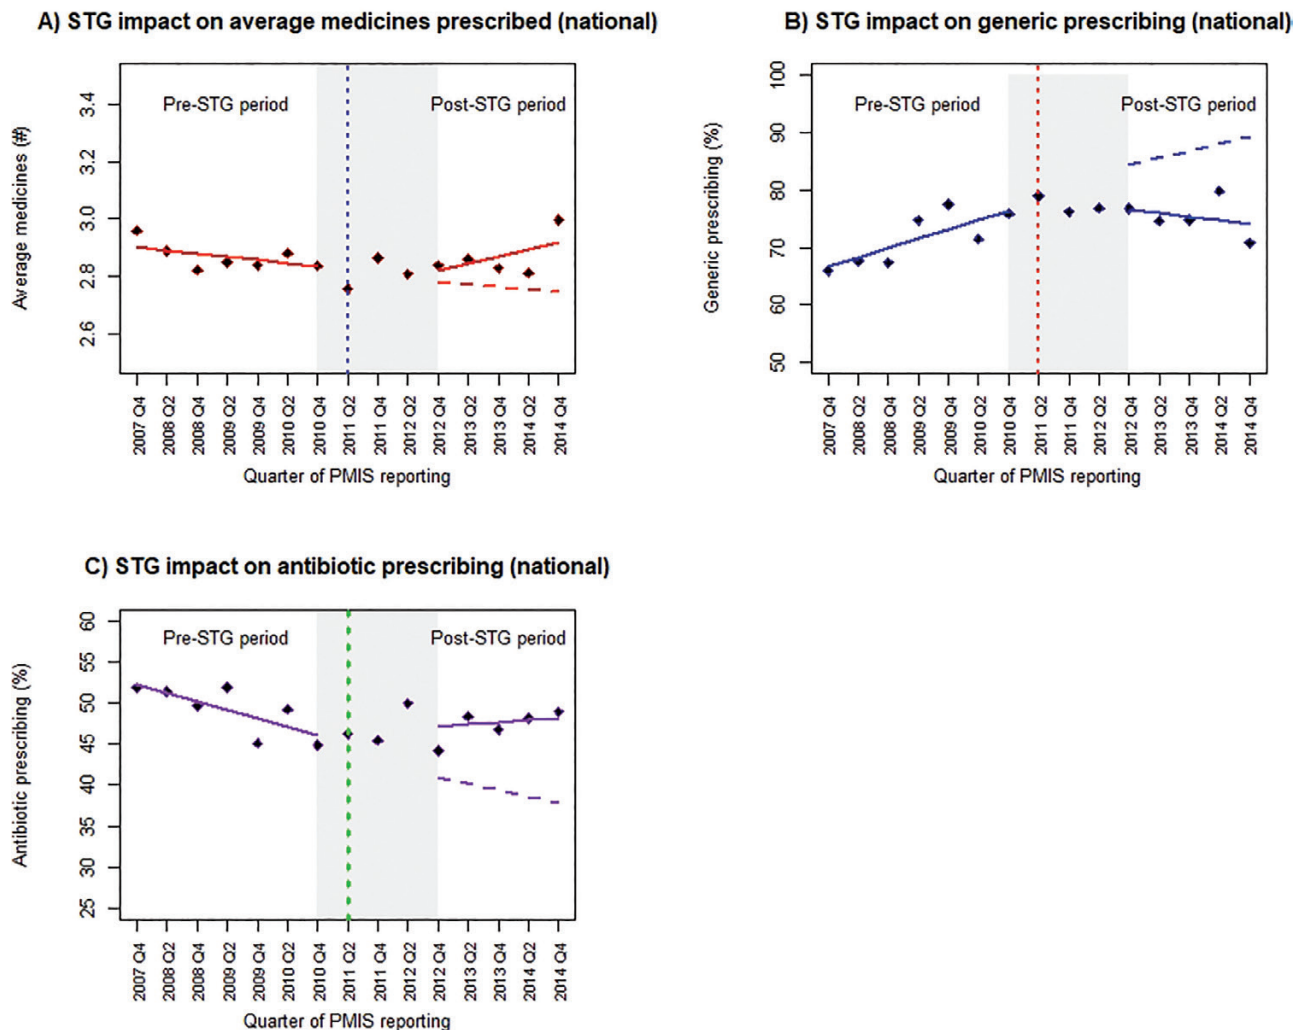 A) STG impact on average medicines prescribed (national)
Pre-STG period
Post-STG period
Average medicines (#)
3.4
3.2
3.0
2.8
2.6
2007 Q4
2008 Q2
2008 Q4
2009 Q2
2009 Q4
2010 Q2
2010 Q4
2011 Q2
2011 Q4
2012 Q2
2012 Q4
2013 Q2
2013 Q4
2014 Q2
2014 Q4
Quarter of PMIS reporting
B) STG impact on generic prescribing (national)
Pre-STG period
Post-STG period
Generic prescribing (%)
100
90
80
70
60
50
2007 Q4
2008 Q2
2008 Q4
2009 Q2
2009 Q4
2010 Q2
2010 Q4
2011 Q2
2011 Q4
2012 Q2
2012 Q4
2013 Q2
2013 Q4
2014 Q2
2014 Q4
Quarter of PMIS reporting
C) STG impact on antibiotic prescribing (national)
Pre-STG period
Post-STG period
Antibiotic prescribing (%)
60
55
50
45
40
35
30
25
2007 Q4
2008 Q2
2008 Q4
2009 Q2
2009 Q4
2010 Q2
2010 Q4
2011 Q2
2011 Q4
2012 Q2
2012 Q4
2013 Q2
2013 Q4
2014 Q2
2014 Q4
Quarter of PMIS reporting